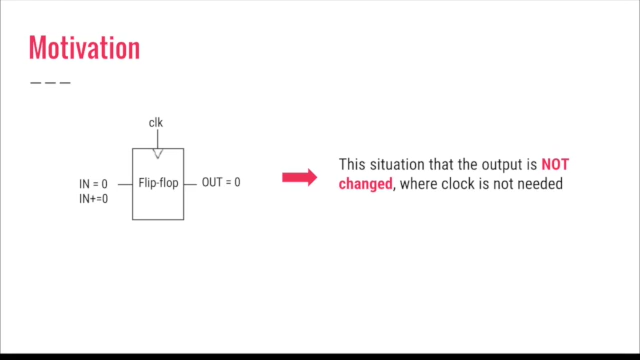 Motivation
clk
IN = 0
IN+=0
Flip-flop
OUT = 0
This situation that the output is NOT
changed, where clock is not needed